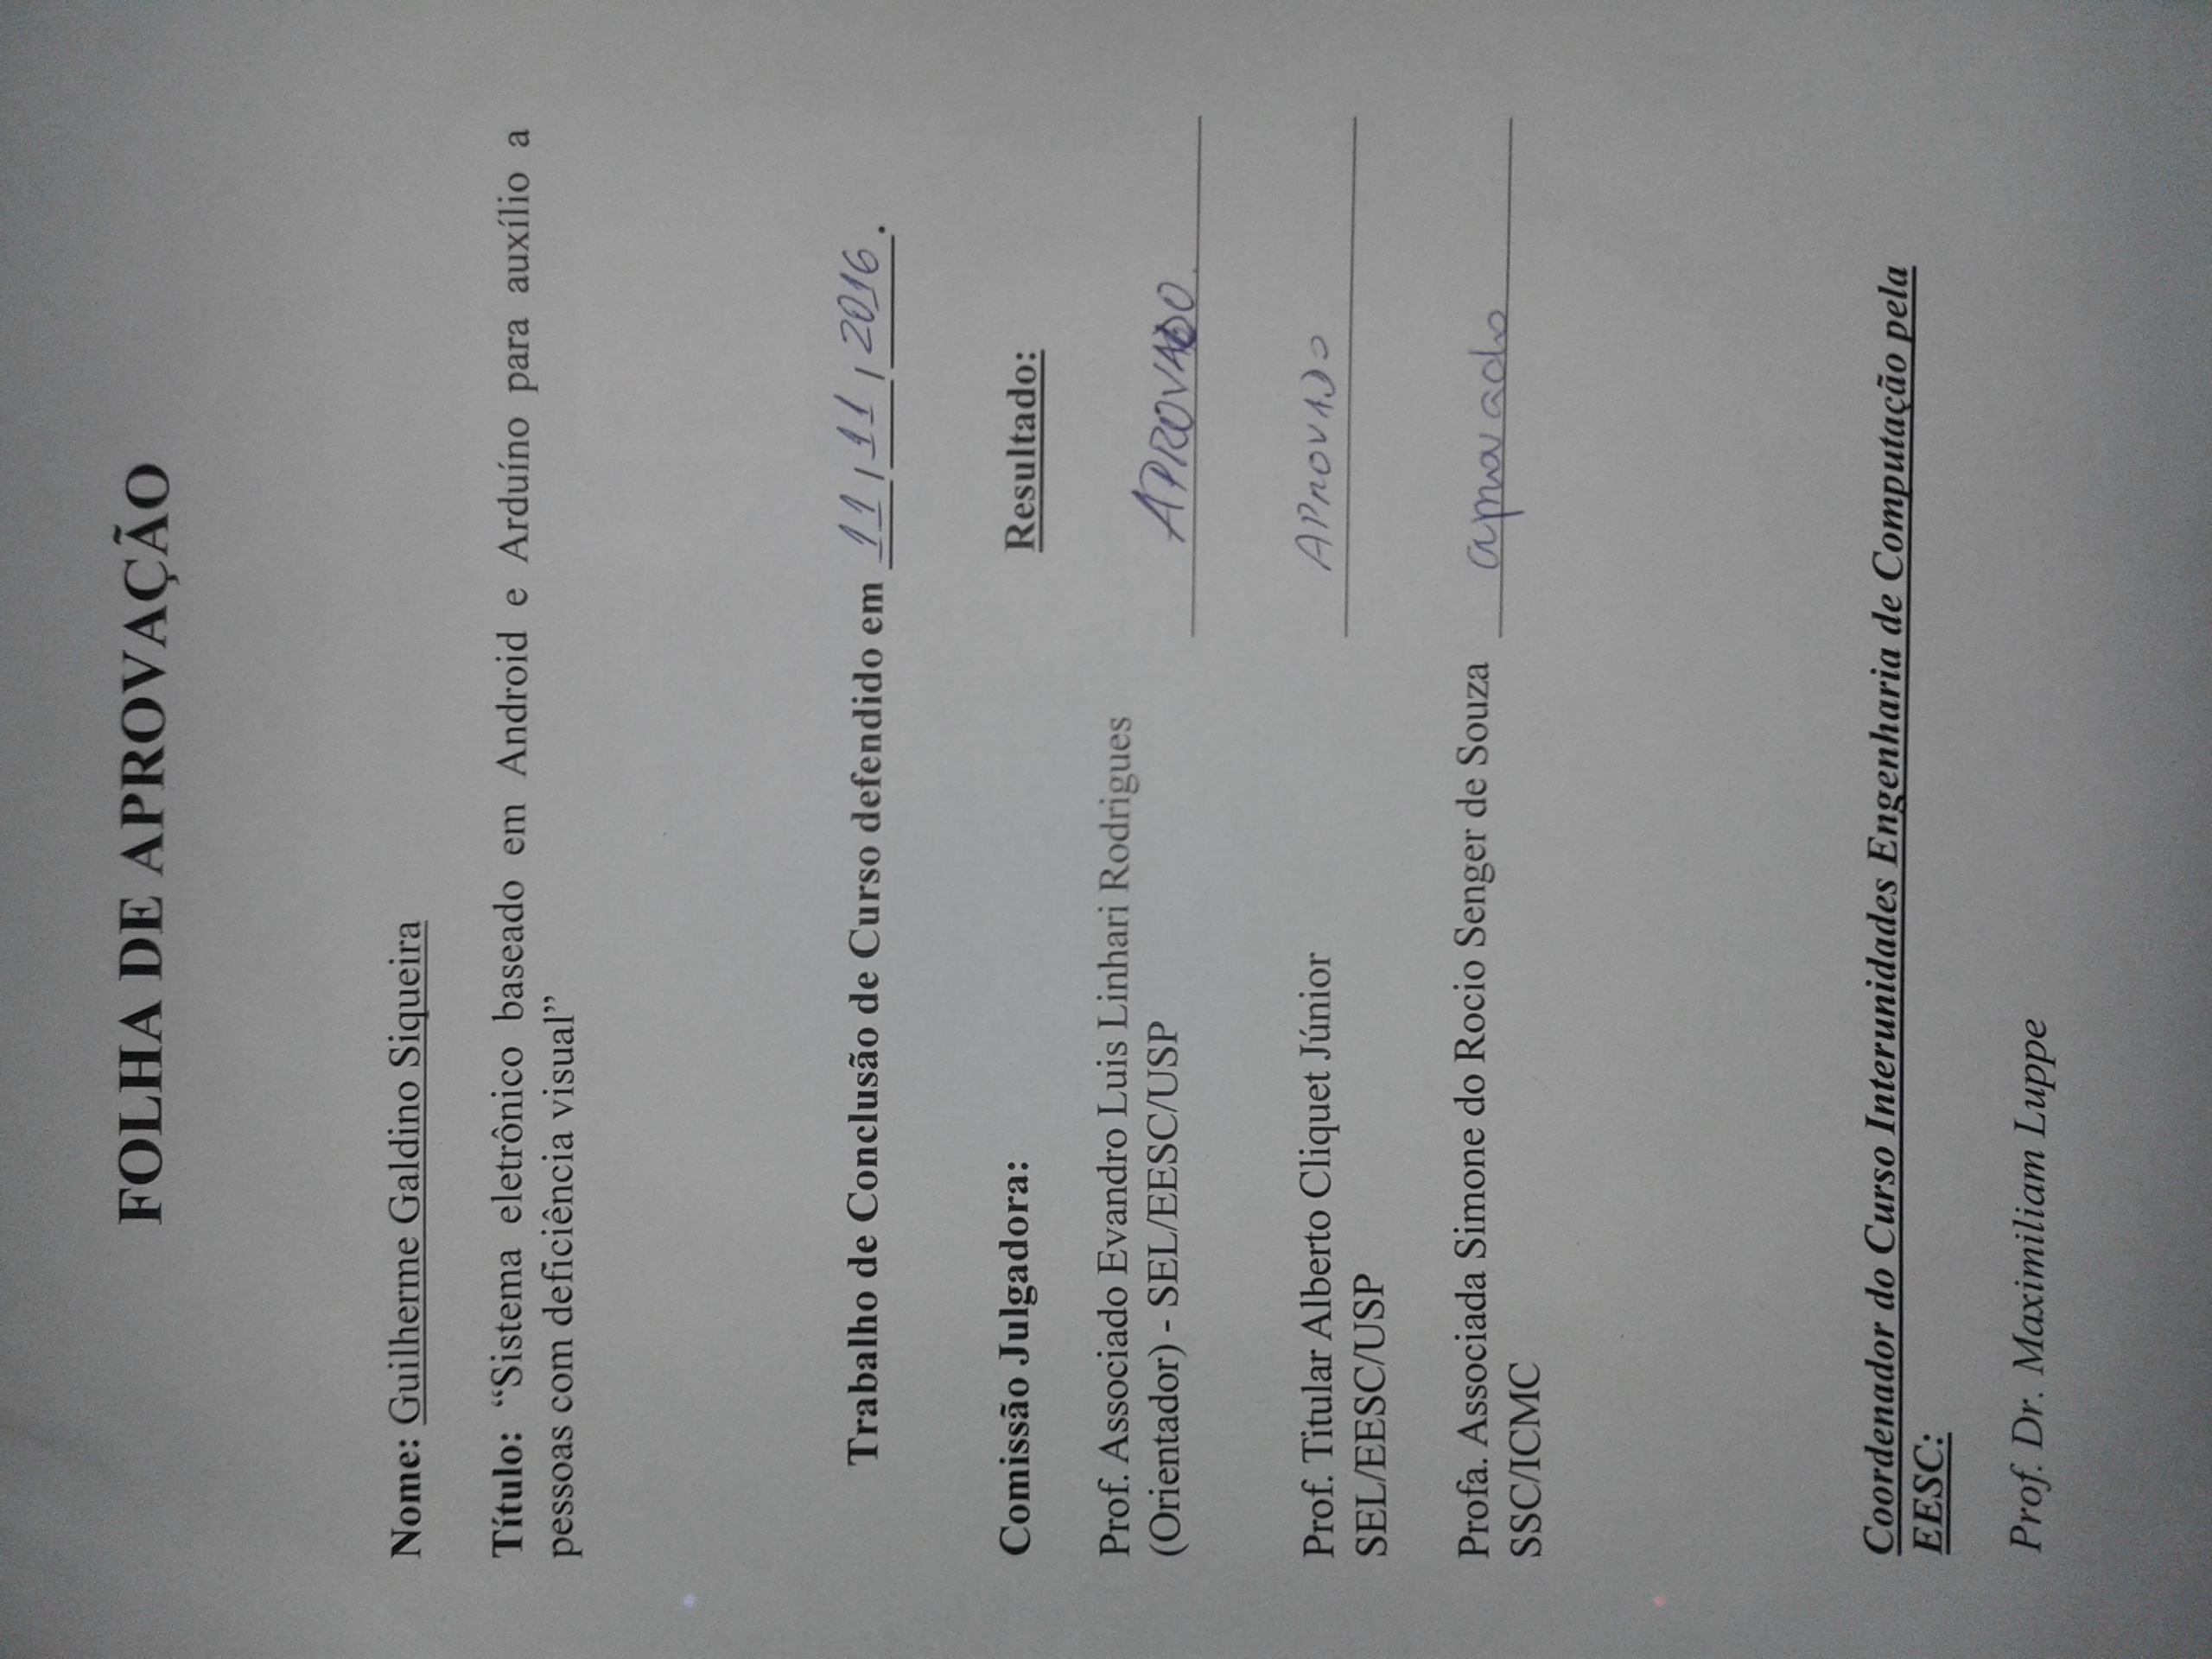 FOLHA DE APROVAÇÃO
Nome: Guilherme Galdino Siqueira
Título: “Sistema eletrônico baseado em Android e Arduíno para auxílio a
pessoas com deficiência visual”
Trabalho de Conclusão de Curso defendido em 11/11/2016.
Comissão Julgadora: Resultado:
Prof. Associado Evandro Luis Linhari Rodrigues
(Orientador) - SEL/EESC/USP APROVADO.
Prof. Titular Alberto Cliquet Júnior APROVADO
SEL/EESC/USP
Profa. Associada Simone do Rocio Senger de Souza aprovado
SSC/ICMC
Coordenador do Curso Interunidades Engenharia de Computação pela
EESC:
Prof. Dr. Maximiliam Luppe